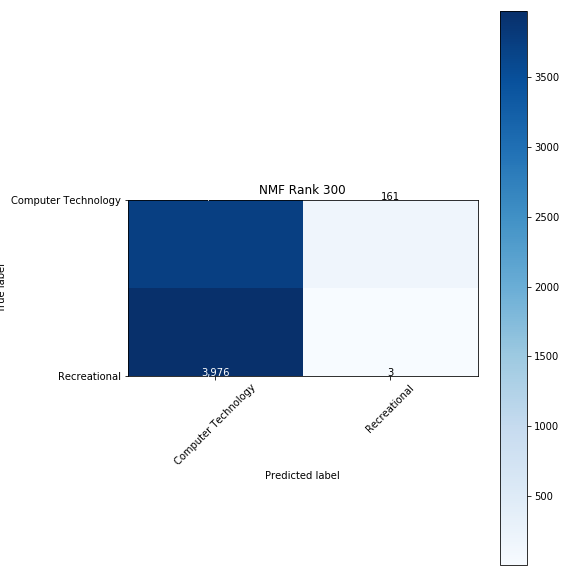 NMF Rank 300
Computer Technology
161
Recreational
3,976
3
Computer Technology
Recreational
Predicted label
True label
3500
3000
2500
2000
1500
1000
500